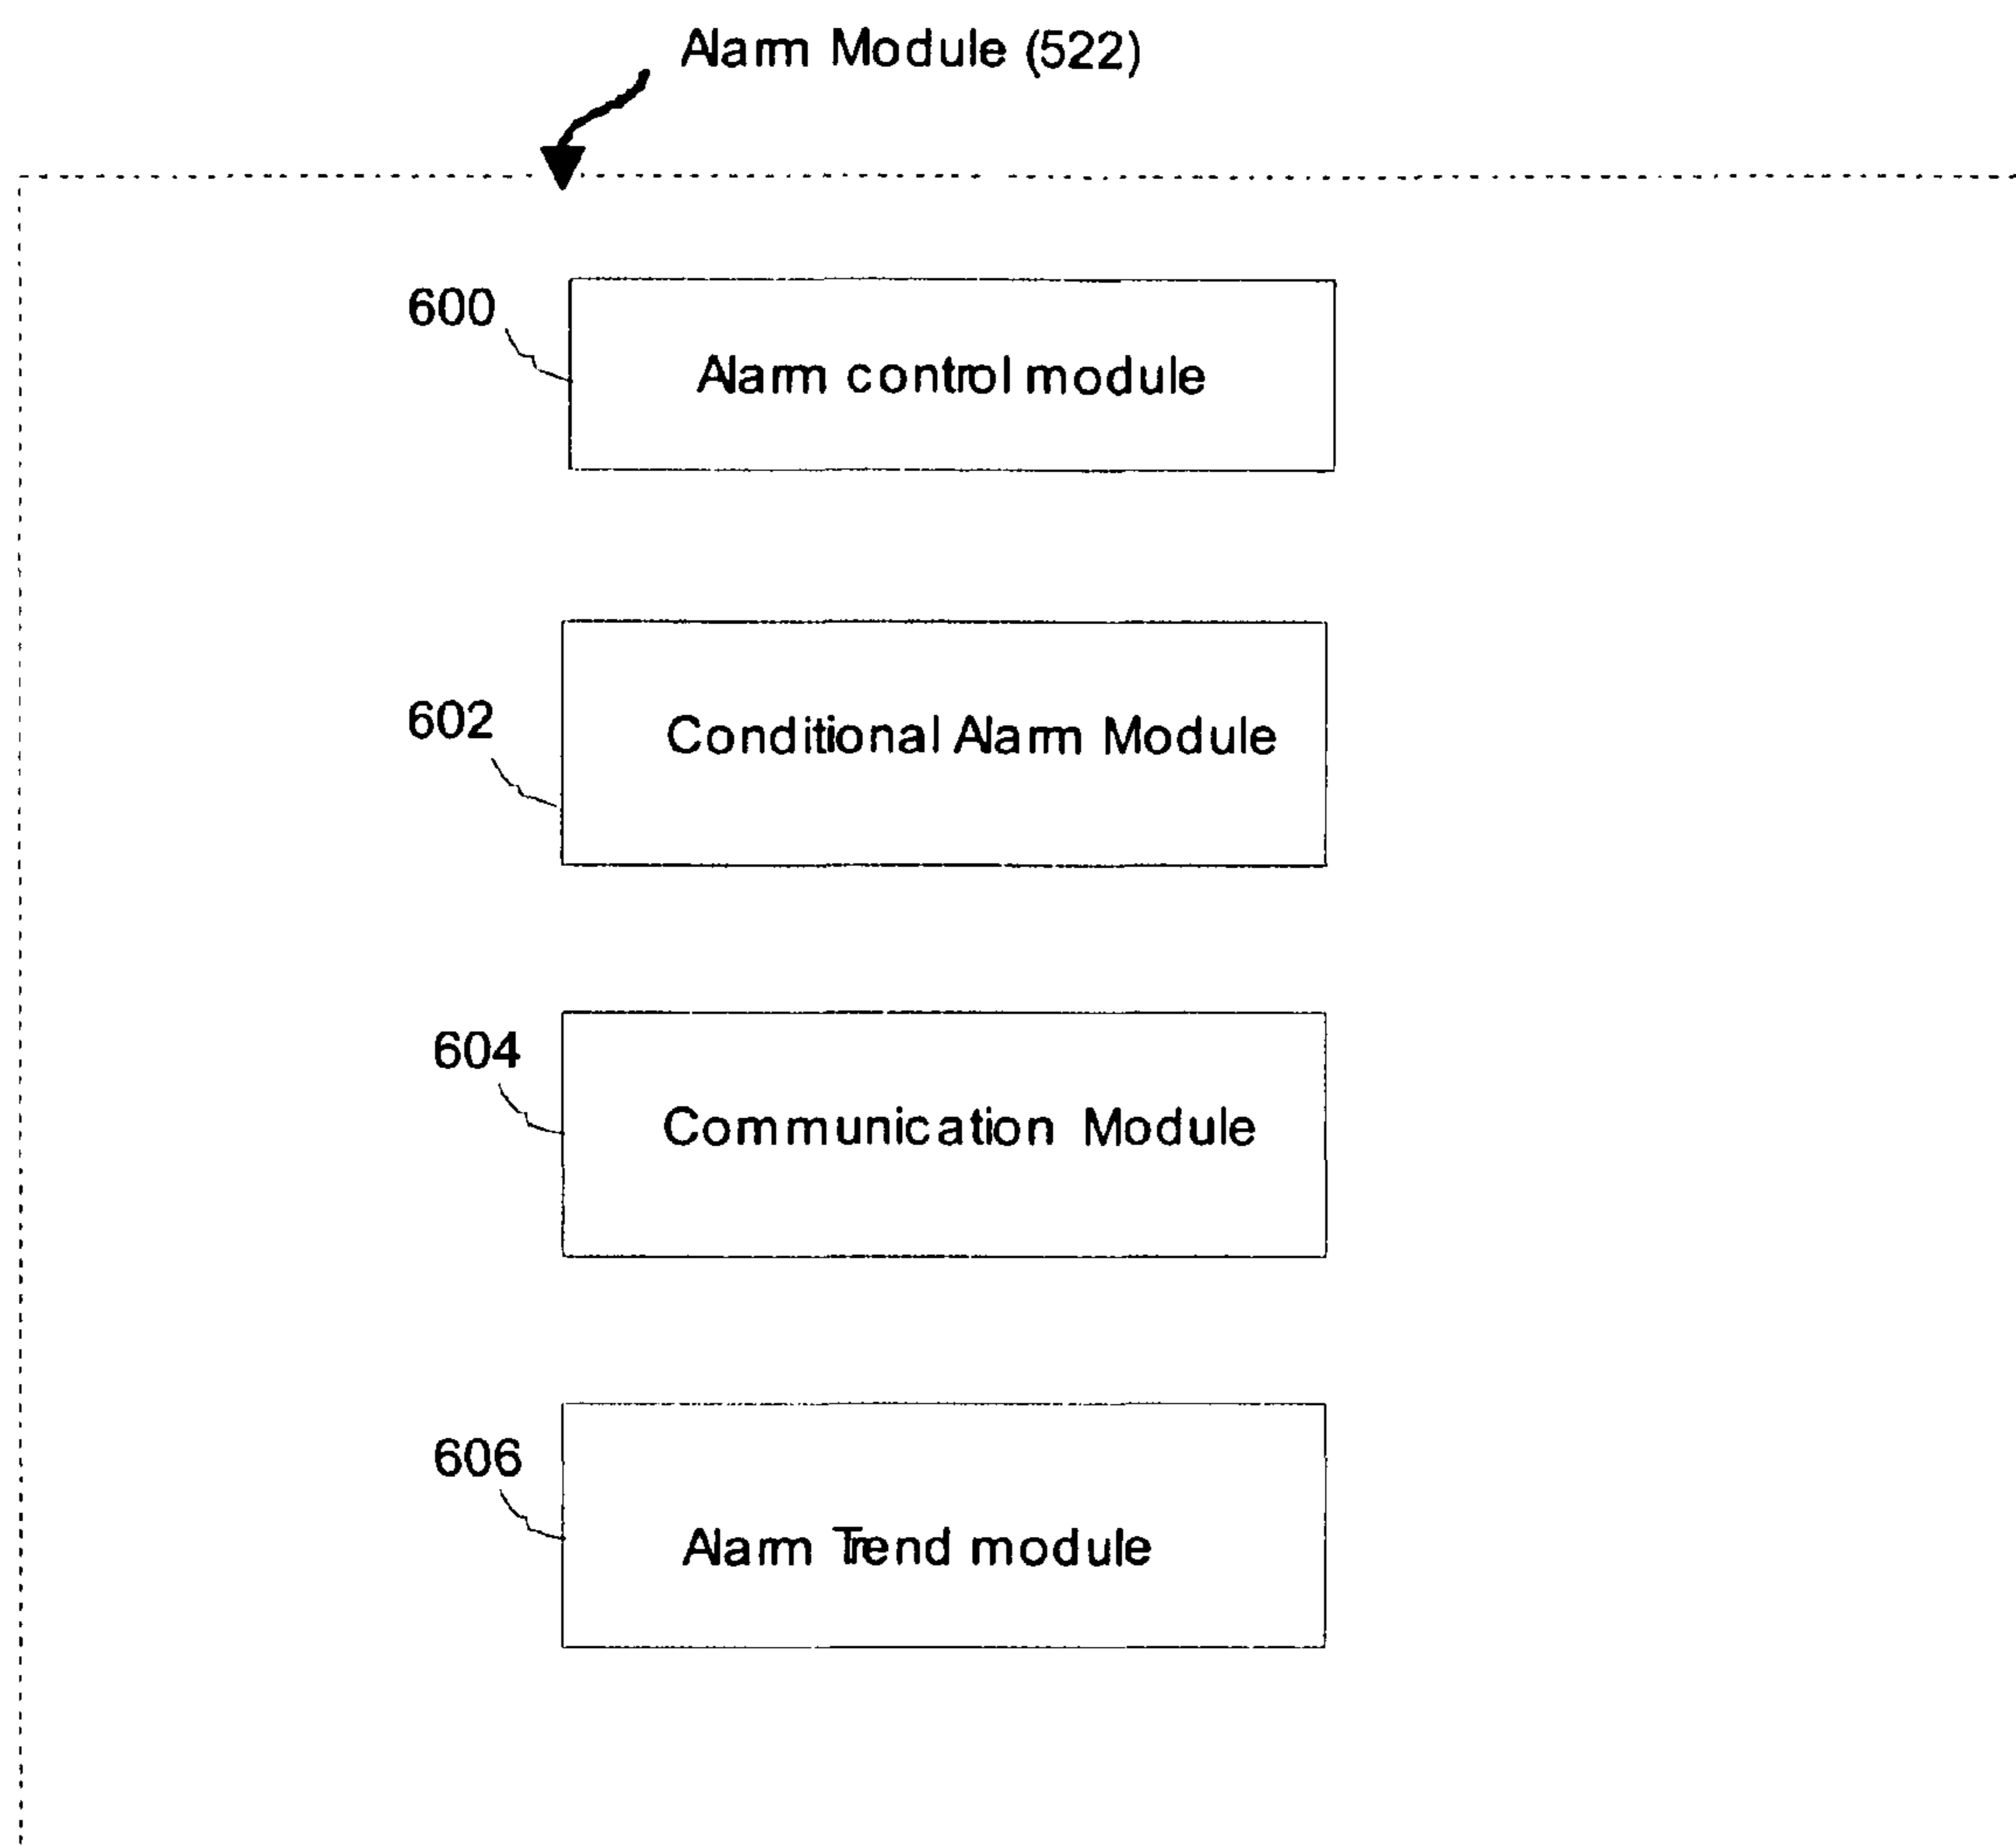 Alarm Module (522)
600
Alarm control module
602
Conditional Alarm Module
604
Communication Module
606
Alarm Trend module